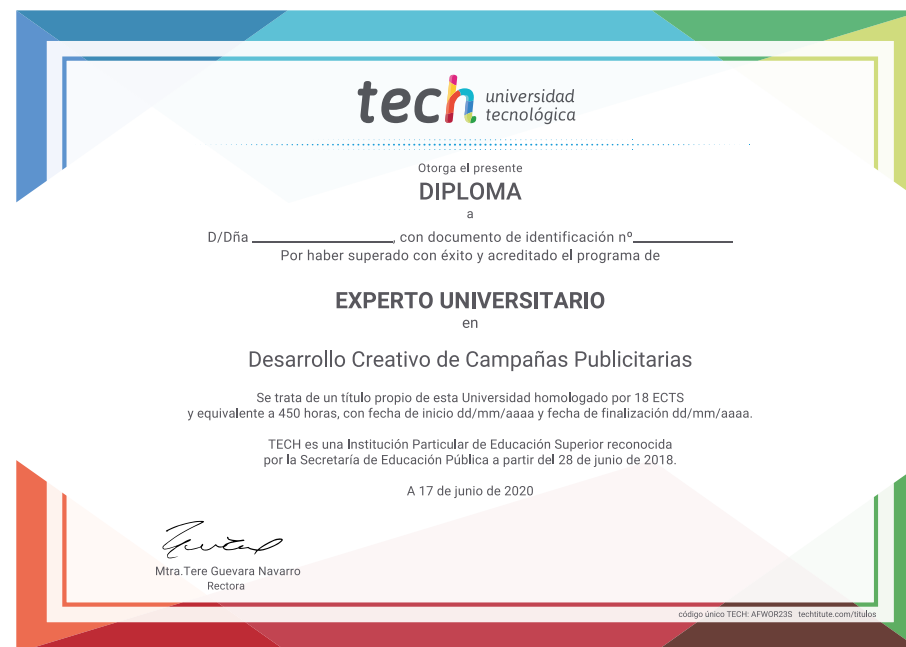 tech universidad
tecnológica
Otorga el presente
DIPLOMA
a
D/Dña ____________________, con documento de identificación nº______________
Por haber superado con éxito y acreditado el programa de
EXPERTO UNIVERSITARIO
en
Desarrollo Creativo de Campañas Publicitarias
Se trata de un título propio de esta Universidad homologado por 18 ECTS
y equivalente a 450 horas, con fecha de inicio dd/mm/aaaa y fecha de finalización dd/mm/aaaa.
TECH es una Institución Particular de Educación Superior reconocida
por la Secretaría de Educación Pública a partir del 28 de junio de 2018.
A 17 de junio de 2020
Mtra.Tere Guevara Navarro
Rectora
código único TECH: AFWOR23S techtitute.com/titulos